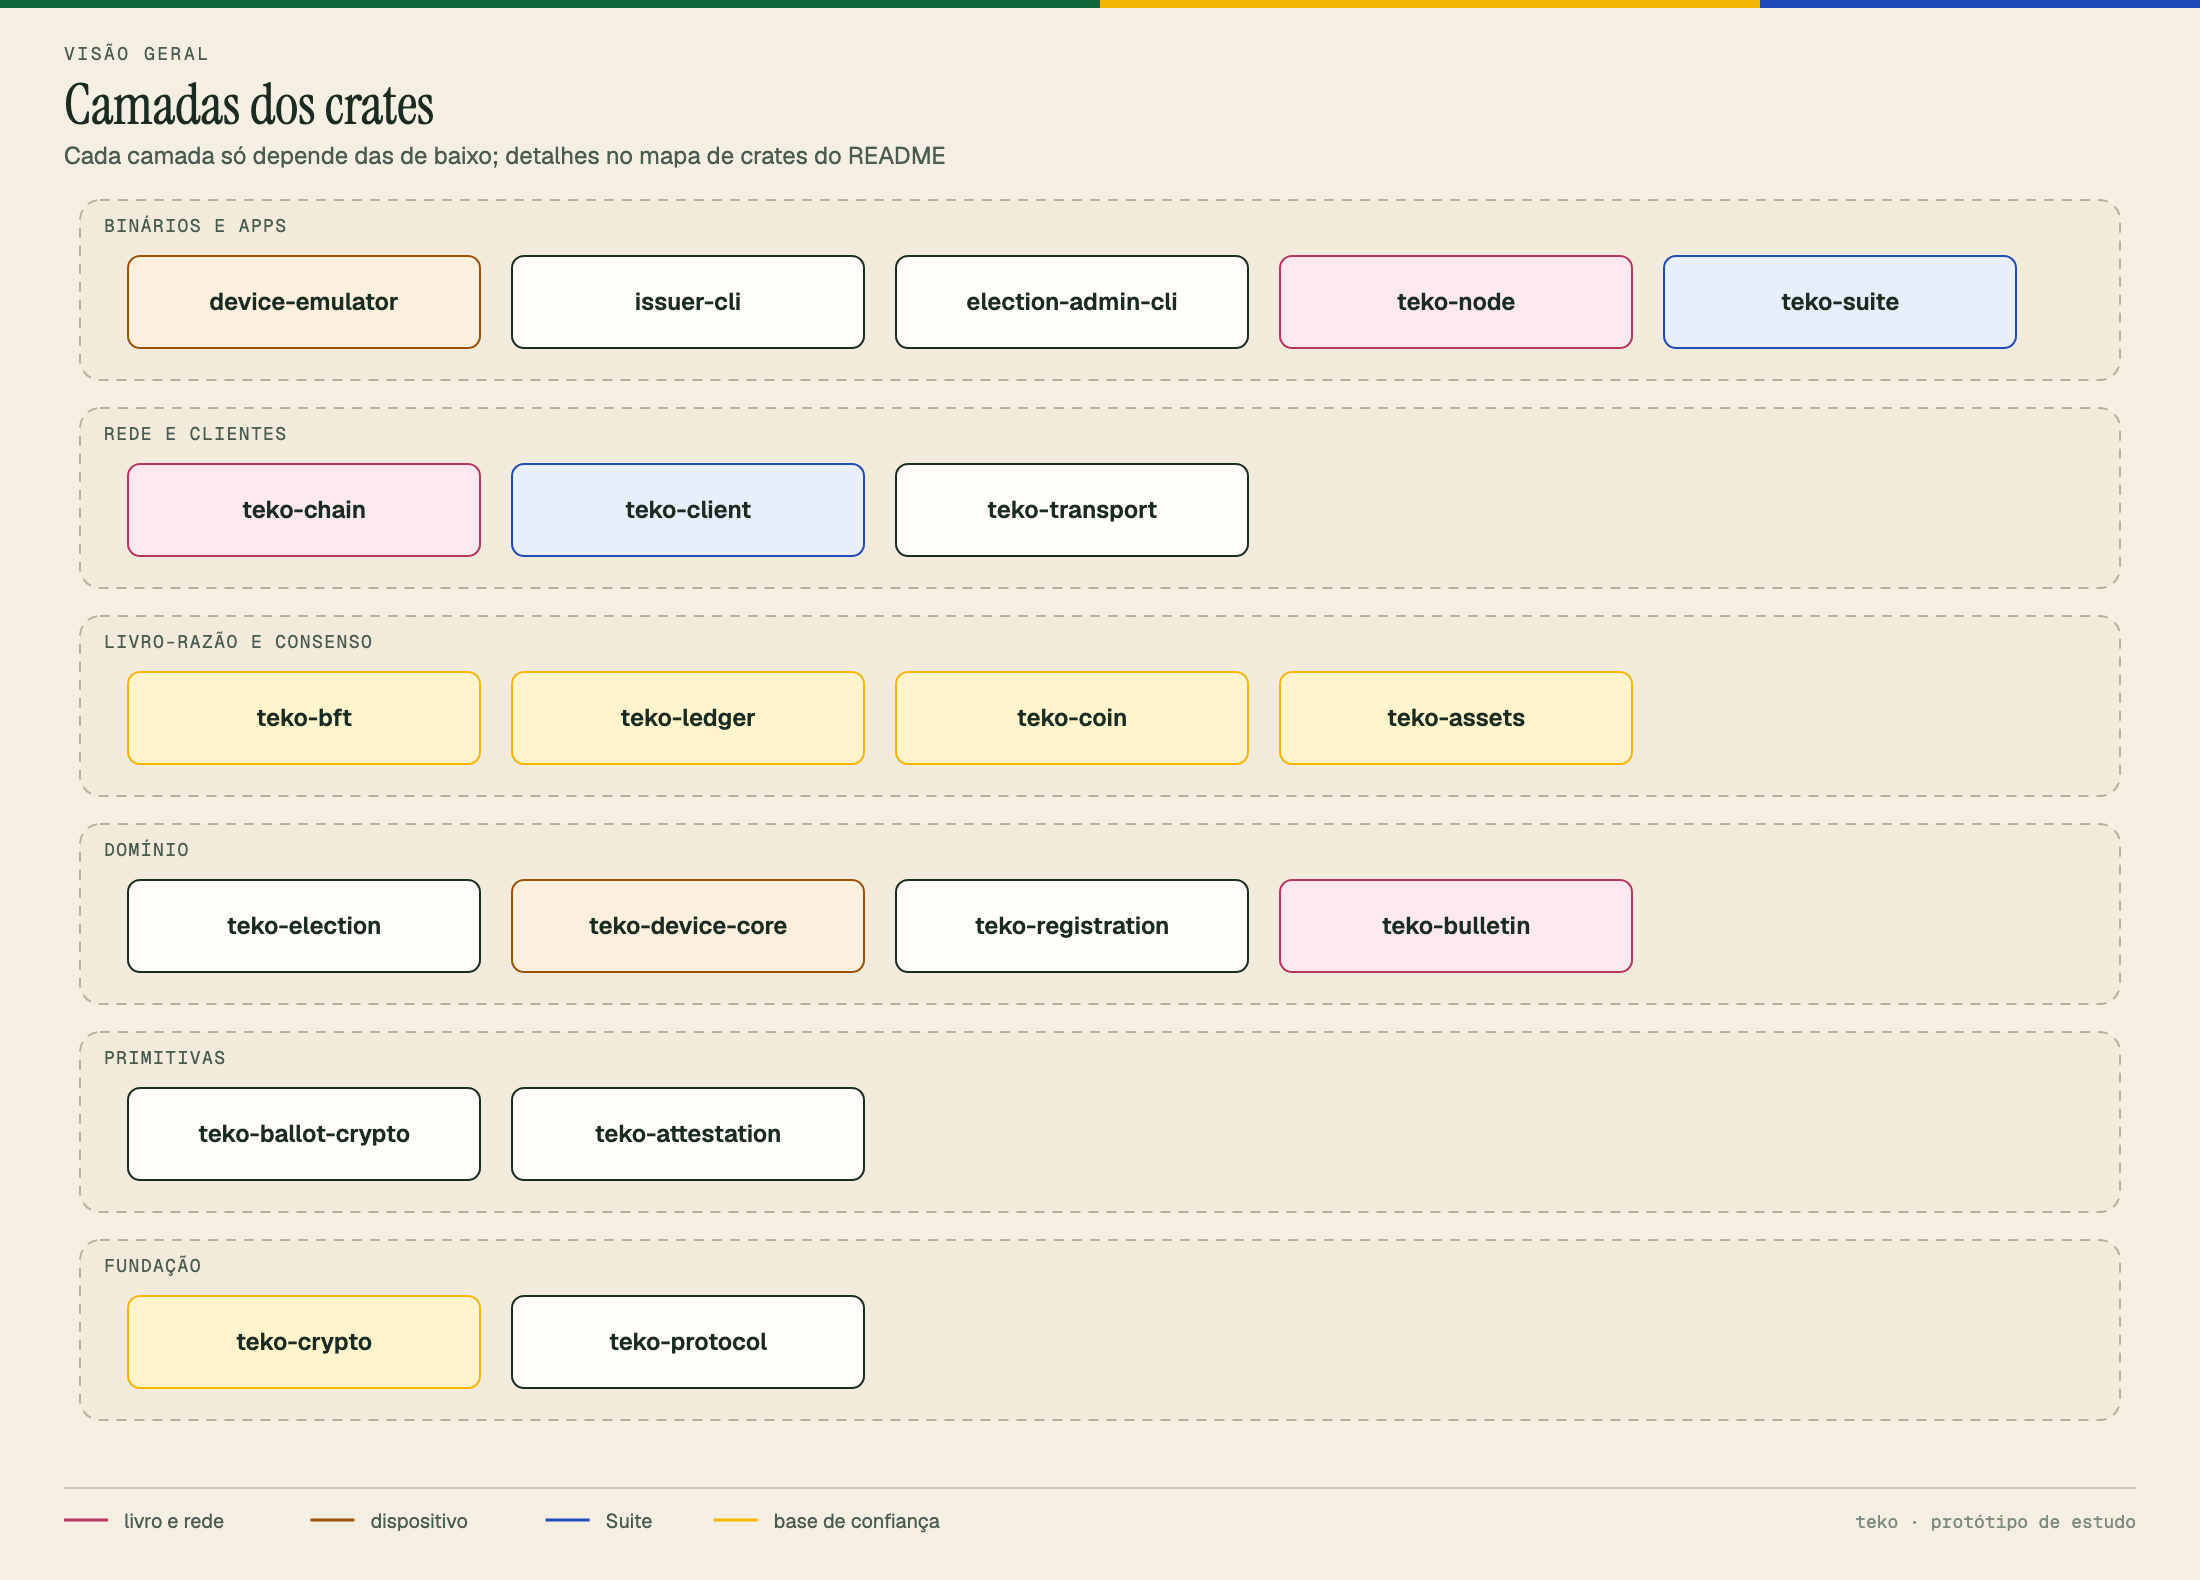 VISÃO GERAL
Camadas dos crates
Cada camada só depende das de baixo; detalhes no mapa de crates do README
BINÁRIOS E APPS
device-emulator
issuer-cli
election-admin-cli
teko-node
teko-suite
REDE E CLIENTES
teko-chain
teko-client
teko-transport
LIVRO-RAZÃO E CONSENSO
teko-bft
teko-ledger
teko-coin
teko-assets
DOMÍNIO
teko-election
teko-device-core
teko-registration
teko-bulletin
PRIMITIVAS
teko-ballot-crypto
teko-attestation
FUNDAÇÃO
teko-crypto
teko-protocol
livro e rede
dispositivo
Suite
base de confiança
teko · protótipo de estudo